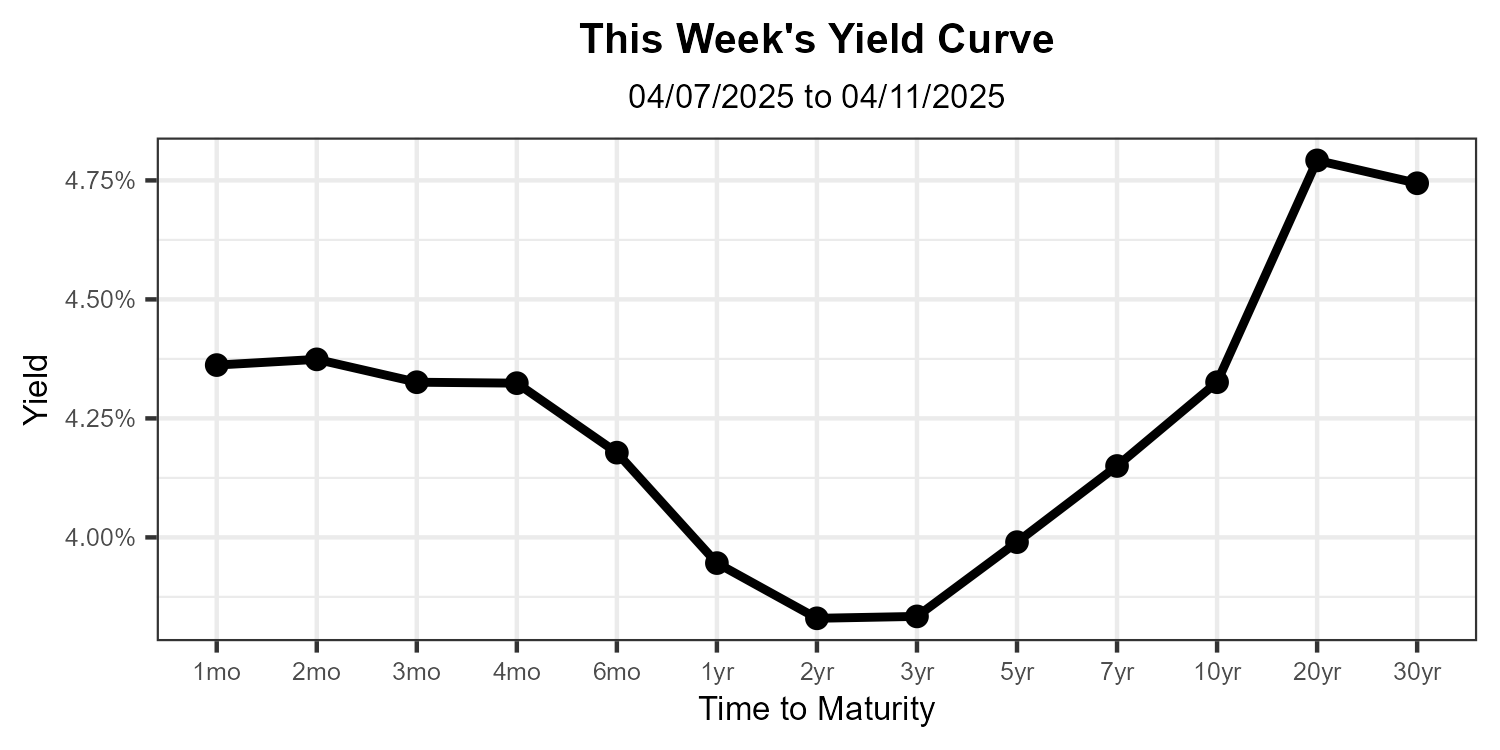 This Week's Yield Curve
04/07/2025 to 04/11/2025
4.75%
4.50%
4.25%
4.00%
Yield
1mo 2mo 3mo 4mo 6mo 1yr 2yr 3yr 5yr 7yr 10yr 20yr 30yr
Time to Maturity